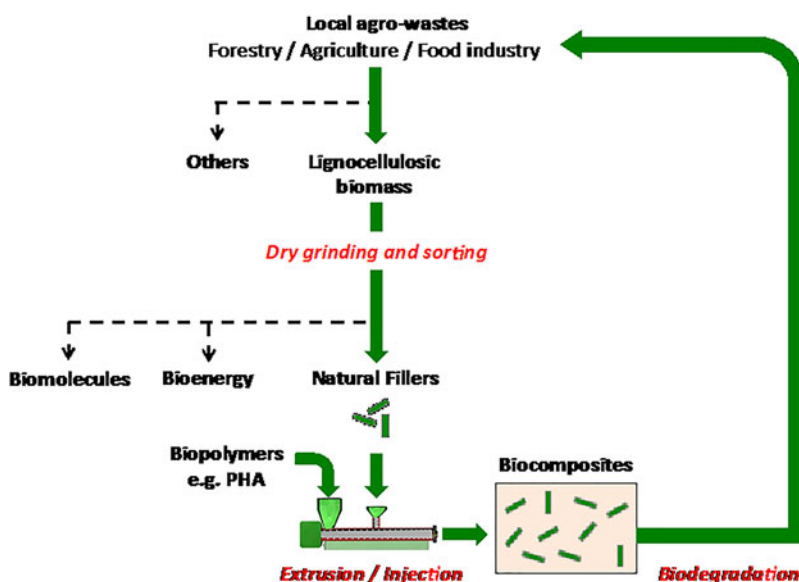 Local agro-wastes
Forestry / Agriculture / Food industry
Others
Lignocellulosic
biomass
Dry grinding and sorting
Biomolecules
Bioenergy
Natural Fillers
Biopolymers
e.g. PHA
Biocomposites
Extrusion / Injection
Biodegradation